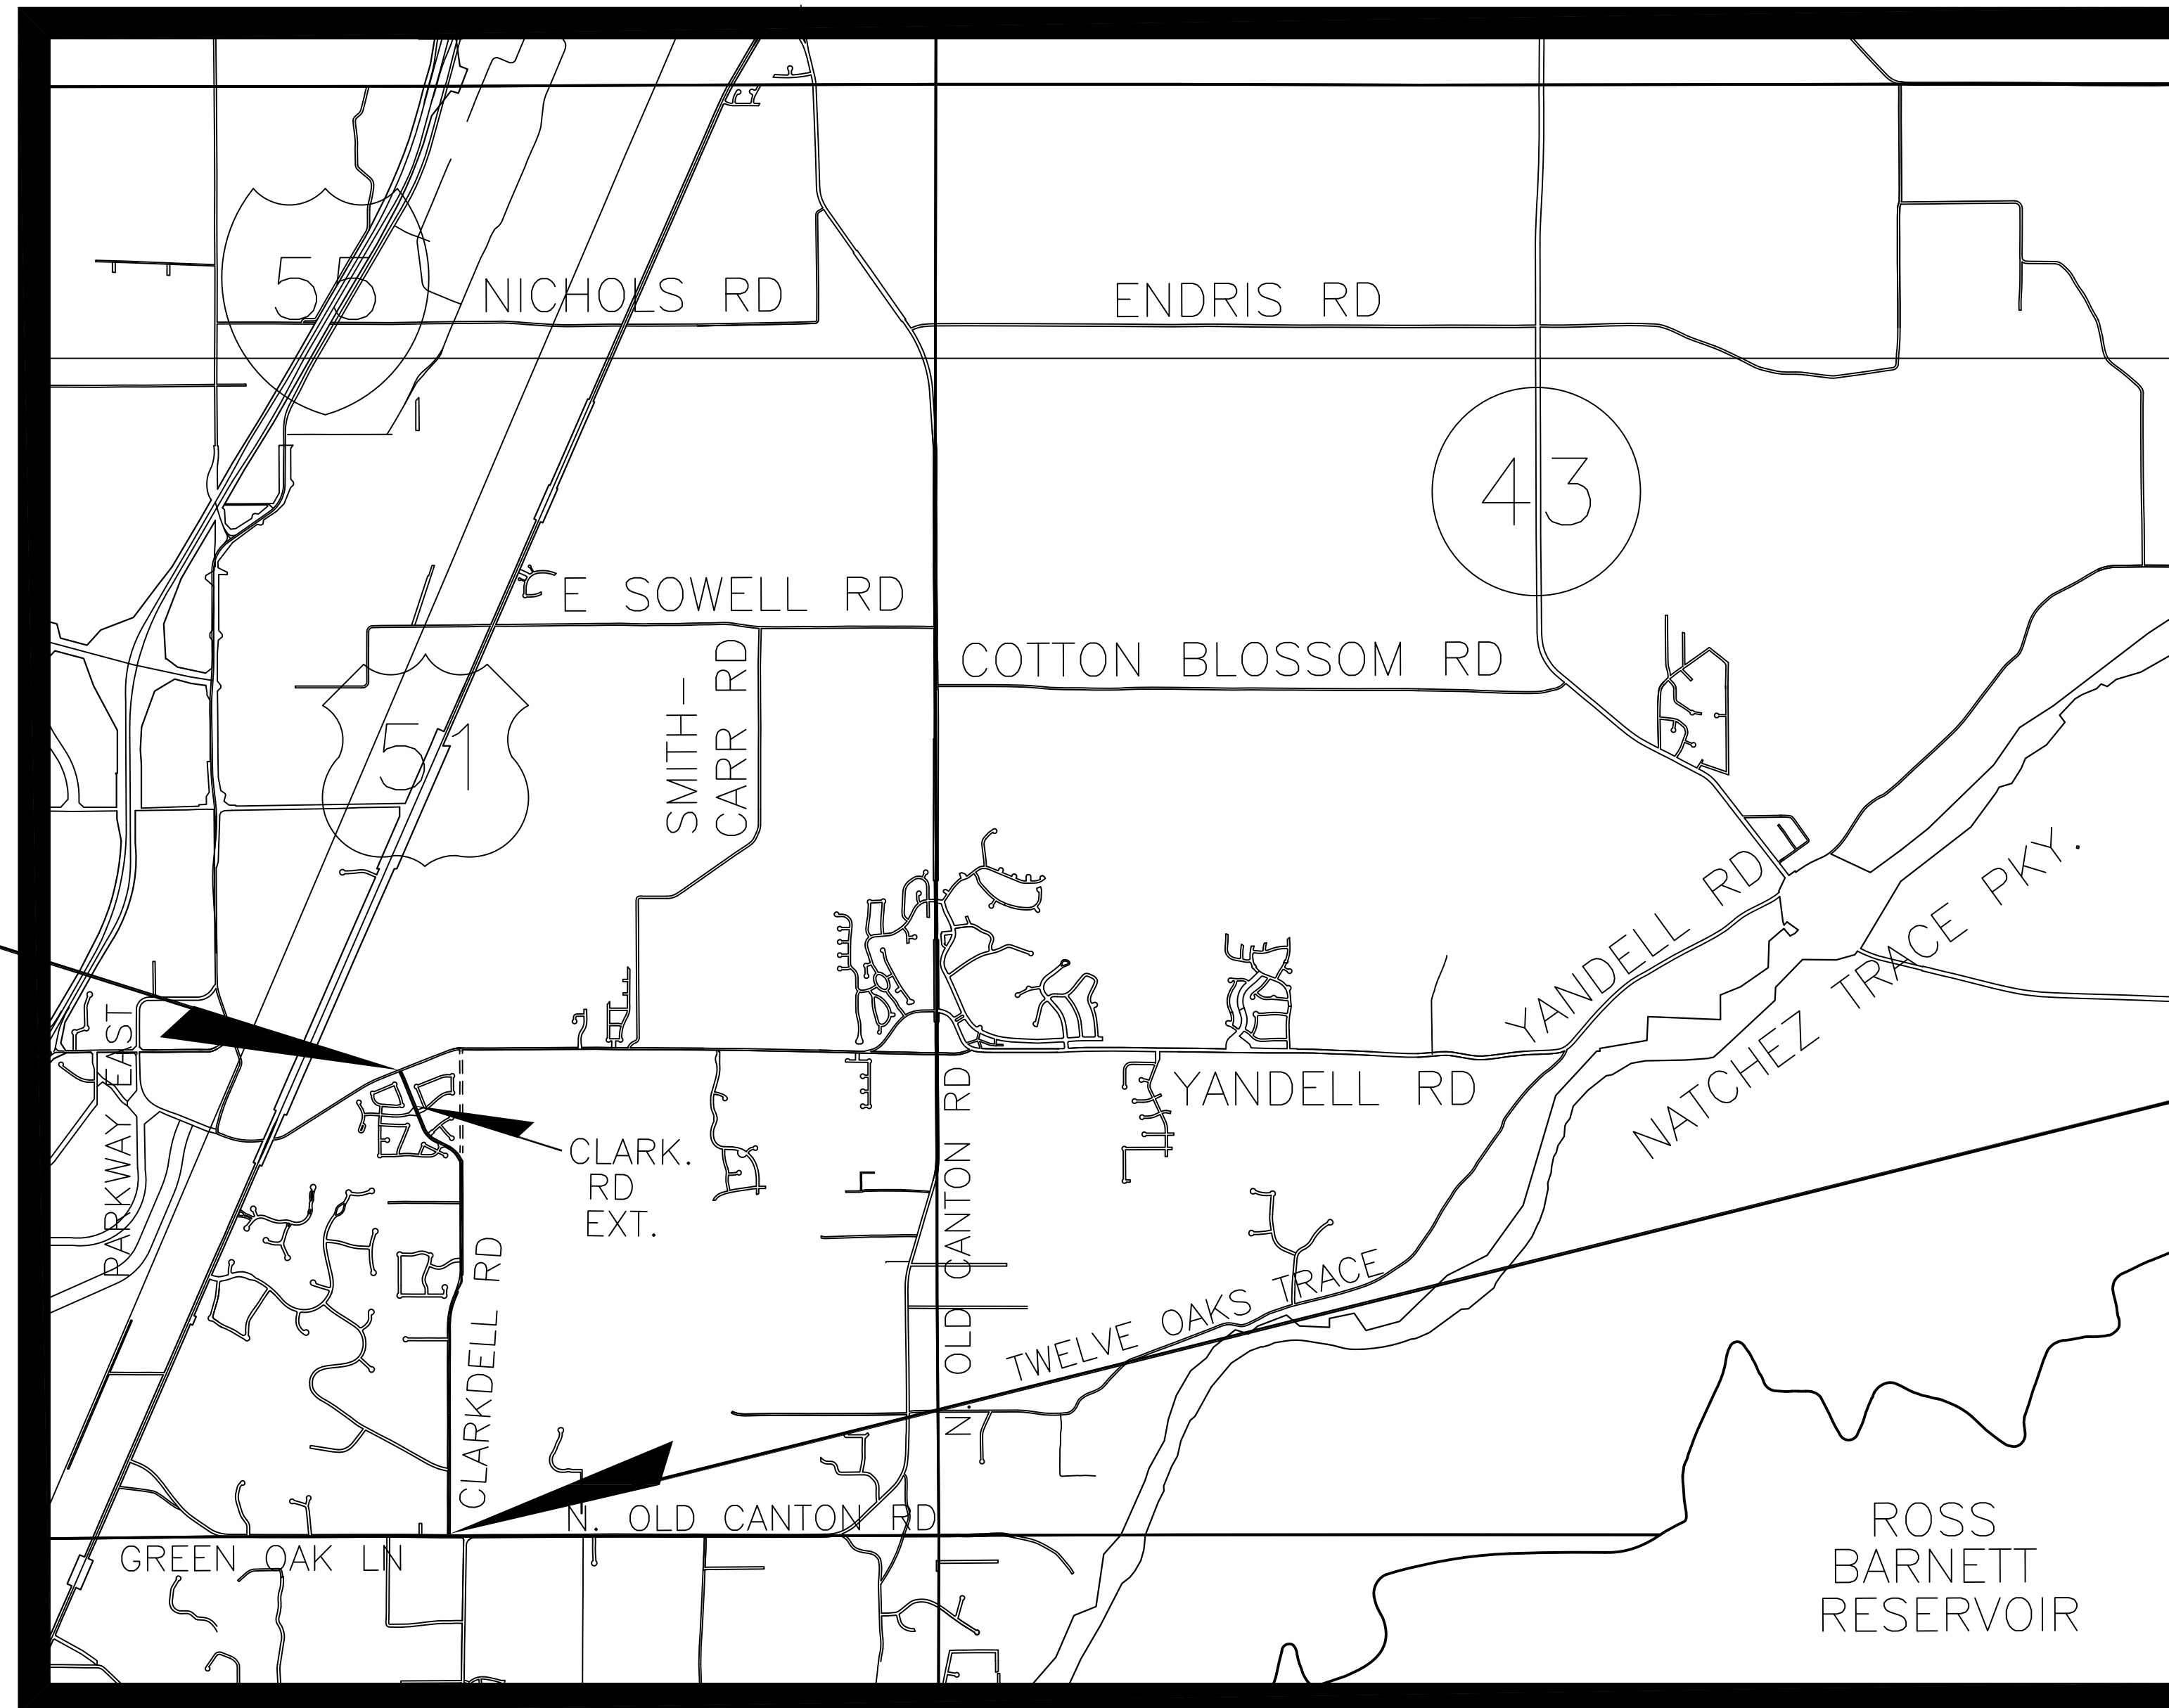 55
NICHOLS RD
ENDRIS RD
43
E SOWELL RD
COTTON BLOSSOM RD
SMITH-
CARR RD
51
YANDELL RD
NATCHEZ TRACE PKY.
PARKWAY EAST
YANDELL RD
CLARK.
RD
EXT.
N. OLD CANTON RD
CLARKDELL RD
TWELVE OAKS TRACE
N. OLD CANTON RD
GREEN OAK LN
ROSS
BARNETT
RESERVOIR